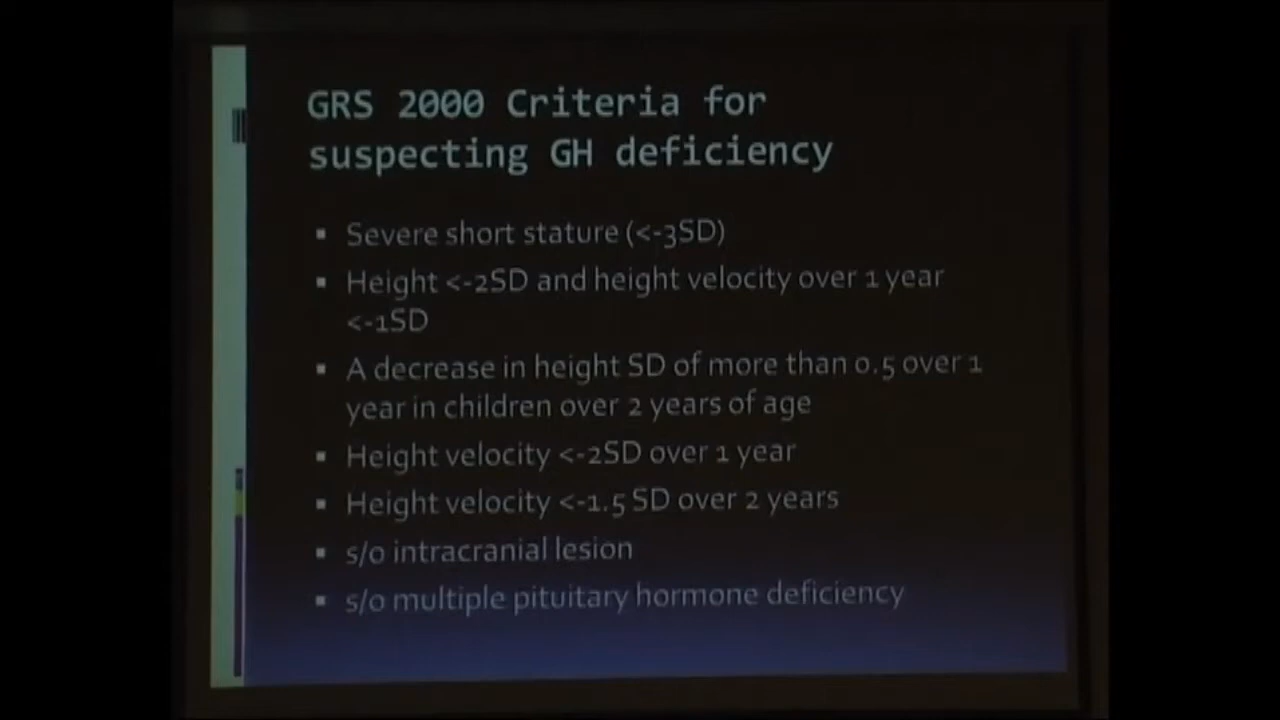 GRS 2000 Criteria for
suspecting GH deficiency
▪ Severe short stature (<-3SD)
▪ Height <-2SD and height velocity over 1 year
<-1SD
▪ A decrease in height SD of more than 0.5 over 1
year in children over 2 years of age
▪ Height velocity <-2SD over 1 year
▪ Height velocity <-1.5 SD over 2 years
▪ s/o intracranial lesion
▪ s/o multiple pituitary hormone deficiency